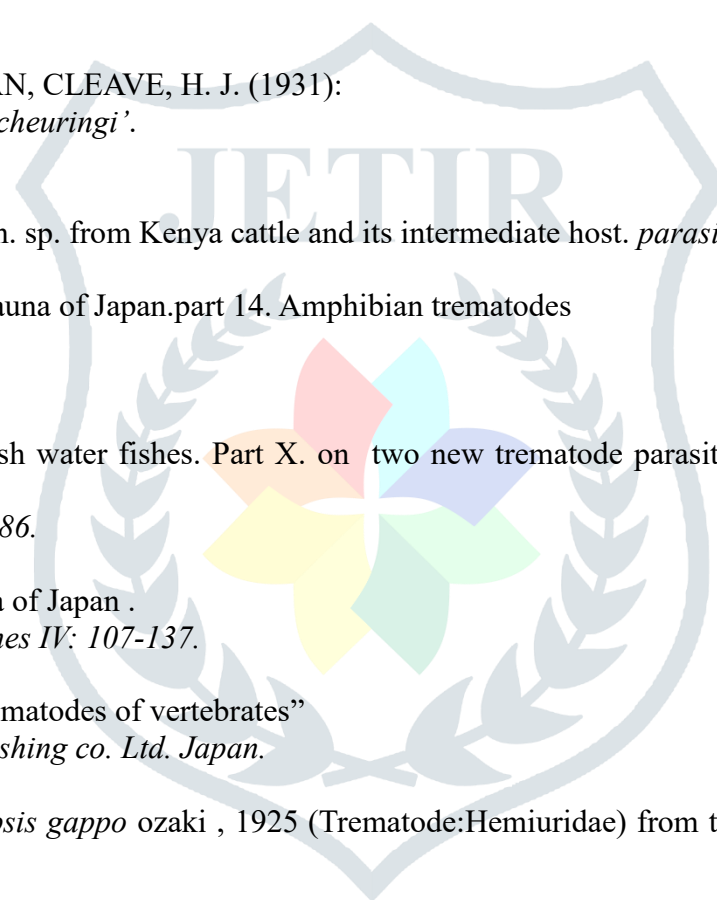 AN, CLEAVE, H. J. (1931):
cheuringi’.
JETIR
n. sp. from Kenya cattle and its intermediate host. parasi
auna of Japan.part 14. Amphibian trematodes
sh water fishes. Part X. on two new trematode parasit
86.
a of Japan .
nes IV: 107-137.
matodes of vertebrates”
shing co. Ltd. Japan.
psis gappo ozaki , 1925 (Trematode:Hemiuridae) from t